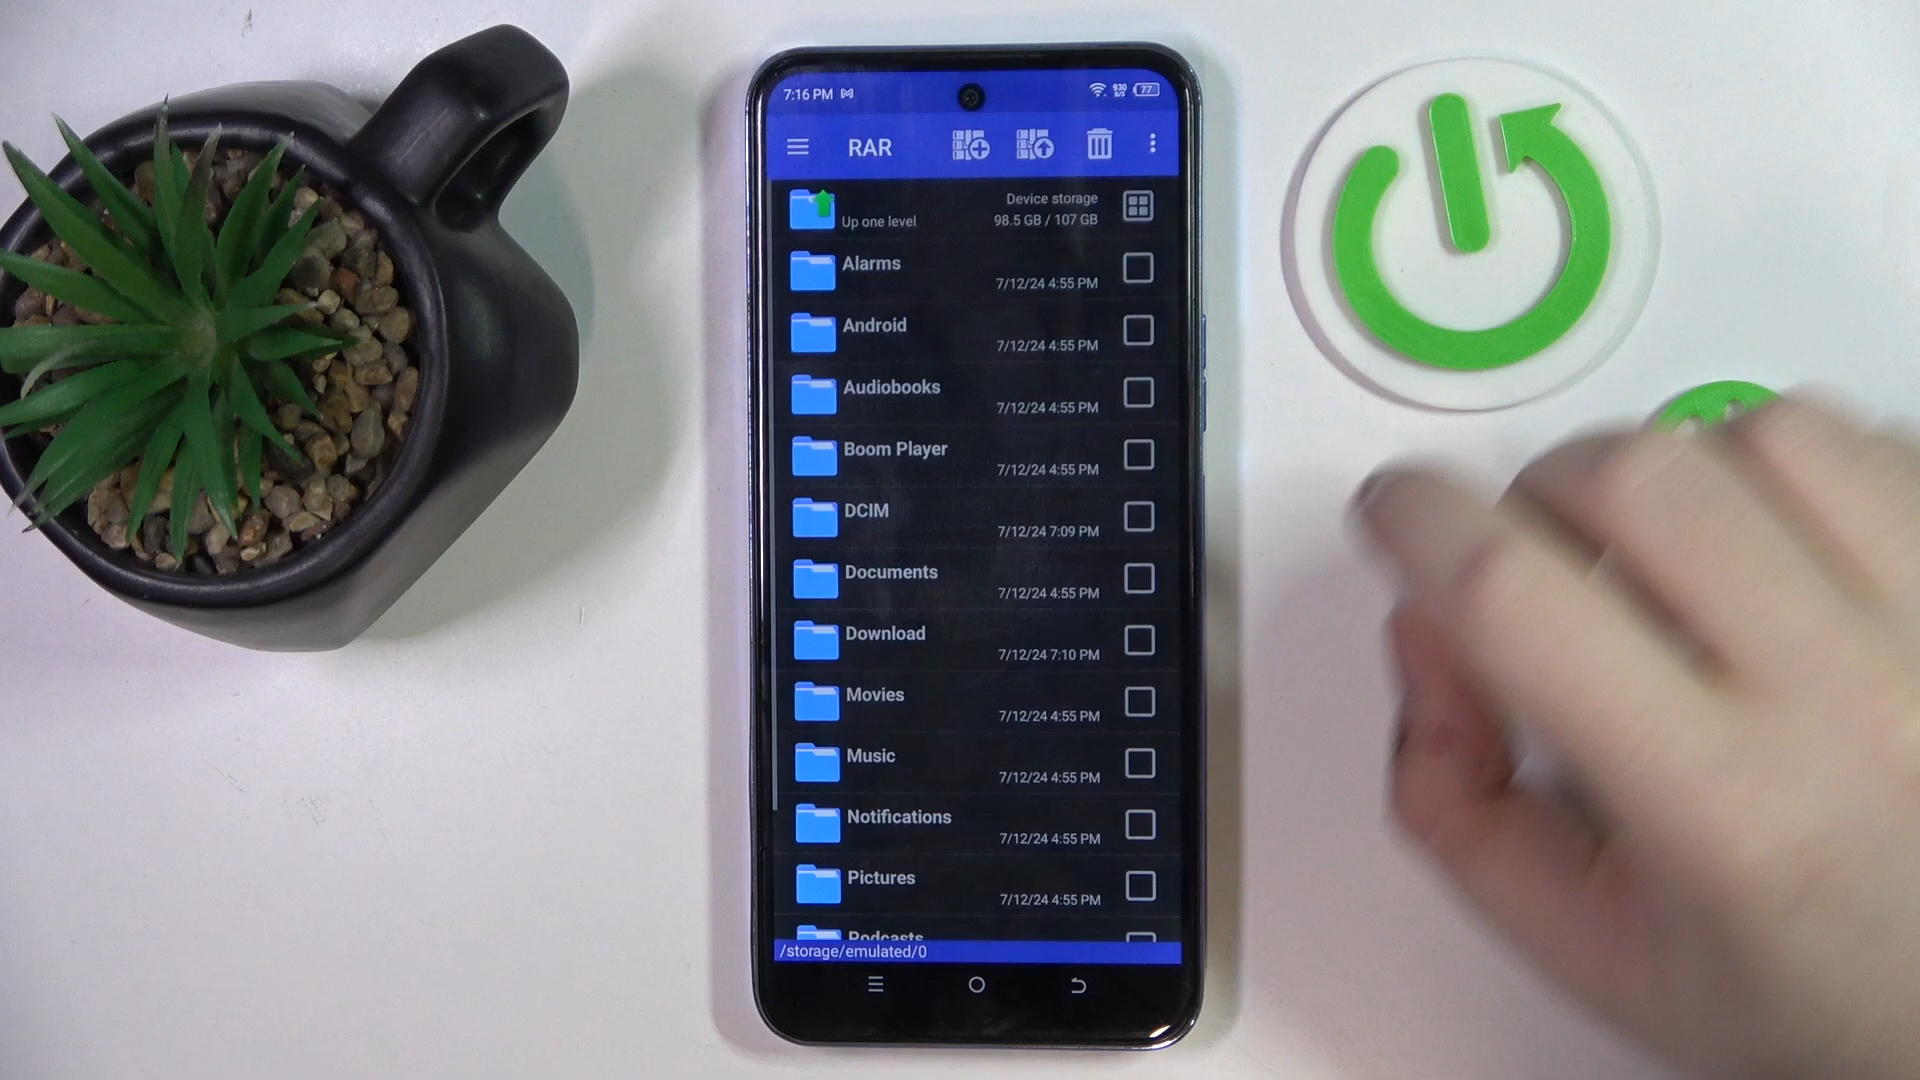 7:16 PM
930
B/S
77
RAR
Up one level
Device storage
98.5 GB / 107 GB
Alarms
7/12/24 4:55 PM
Android
7/12/24 4:55 PM
Audiobooks
7/12/24 4:55 PM
Boom Player
7/12/24 4:55 PM
DCIM
7/12/24 7:09 PM
Documents
7/12/24 4:55 PM
Download
7/12/24 7:10 PM
Movies
7/12/24 4:55 PM
Music
7/12/24 4:55 PM
Notifications
7/12/24 4:55 PM
Pictures
7/12/24 4:55 PM
Podcasts
/storage/emulated/0